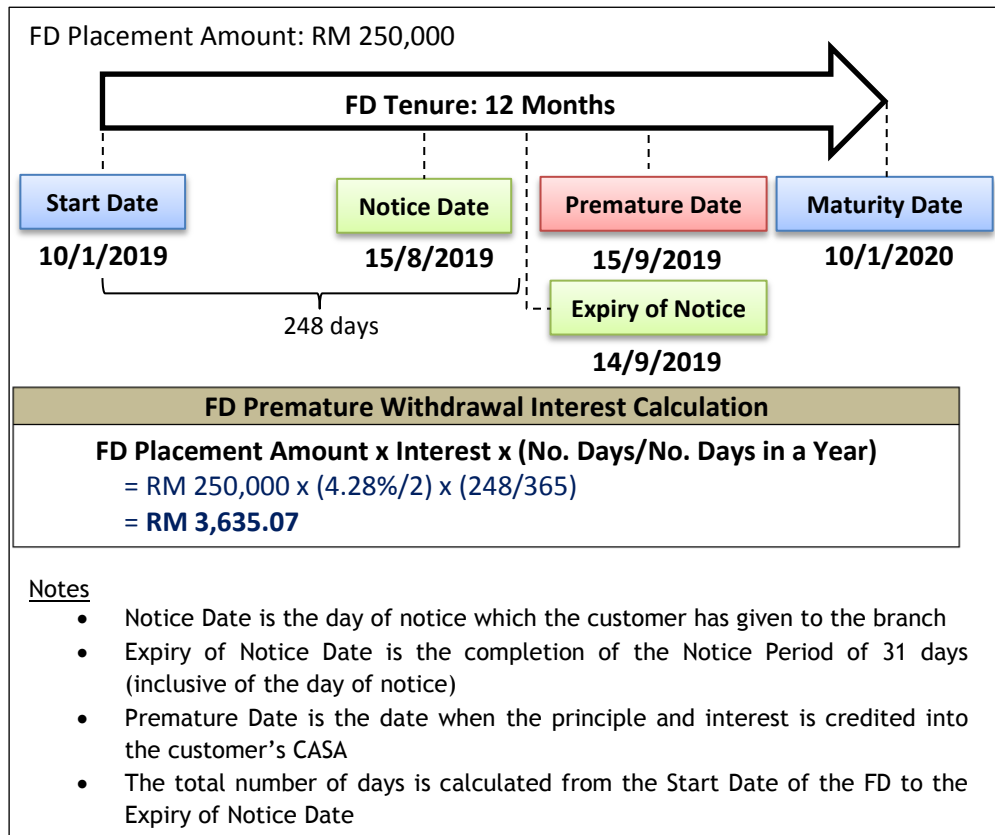 FD Placement Amount: RM 250,000
FD Tenure: 12 Months
Start Date
Notice Date
Premature Date
Maturity Date
10/1/2019
15/8/2019
15/9/2019
10/1/2020
248 days
Expiry of Notice
14/9/2019
FD Premature Withdrawal Interest Calculation
FD Placement Amount x Interest x (No. Days/No. Days in a Year)
= RM 250,000 x (4.28%/2) x (248/365)
= RM 3,635.07
Notes
• Notice Date is the day of notice which the customer has given to the branch
• Expiry of Notice Date is the completion of the Notice Period of 31 days
(inclusive of the day of notice)
• Premature Date is the date when the principle and interest is credited into
the customer’s CASA
• The total number of days is calculated from the Start Date of the FD to the
Expiry of Notice Date